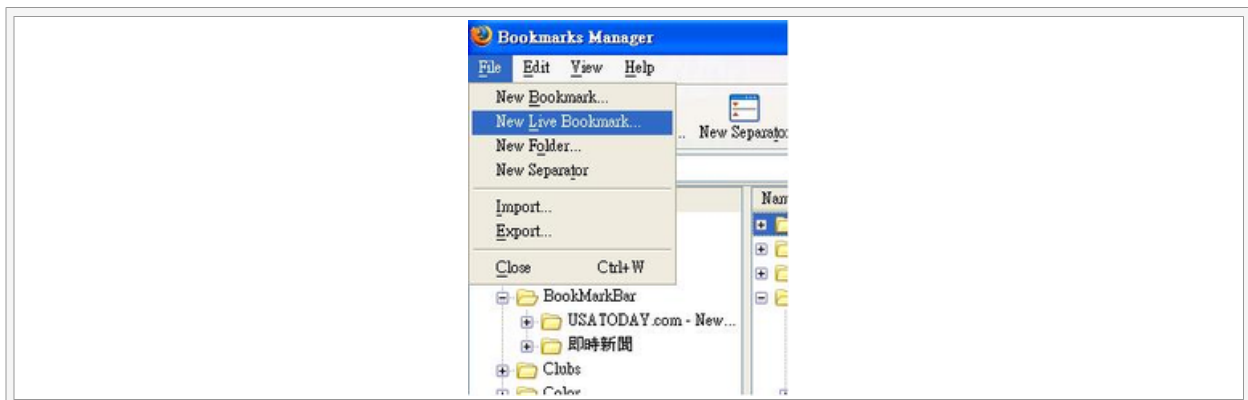 Bookmarks Manager
File Edit View Help
New Bookmark...
New Live Bookmark...
New Folder...
New Separator
Import...
Export...
Close Ctrl+W
New Separator
BookMarkBar
USATODAY.com - New...
即時新聞
Clubs
Color